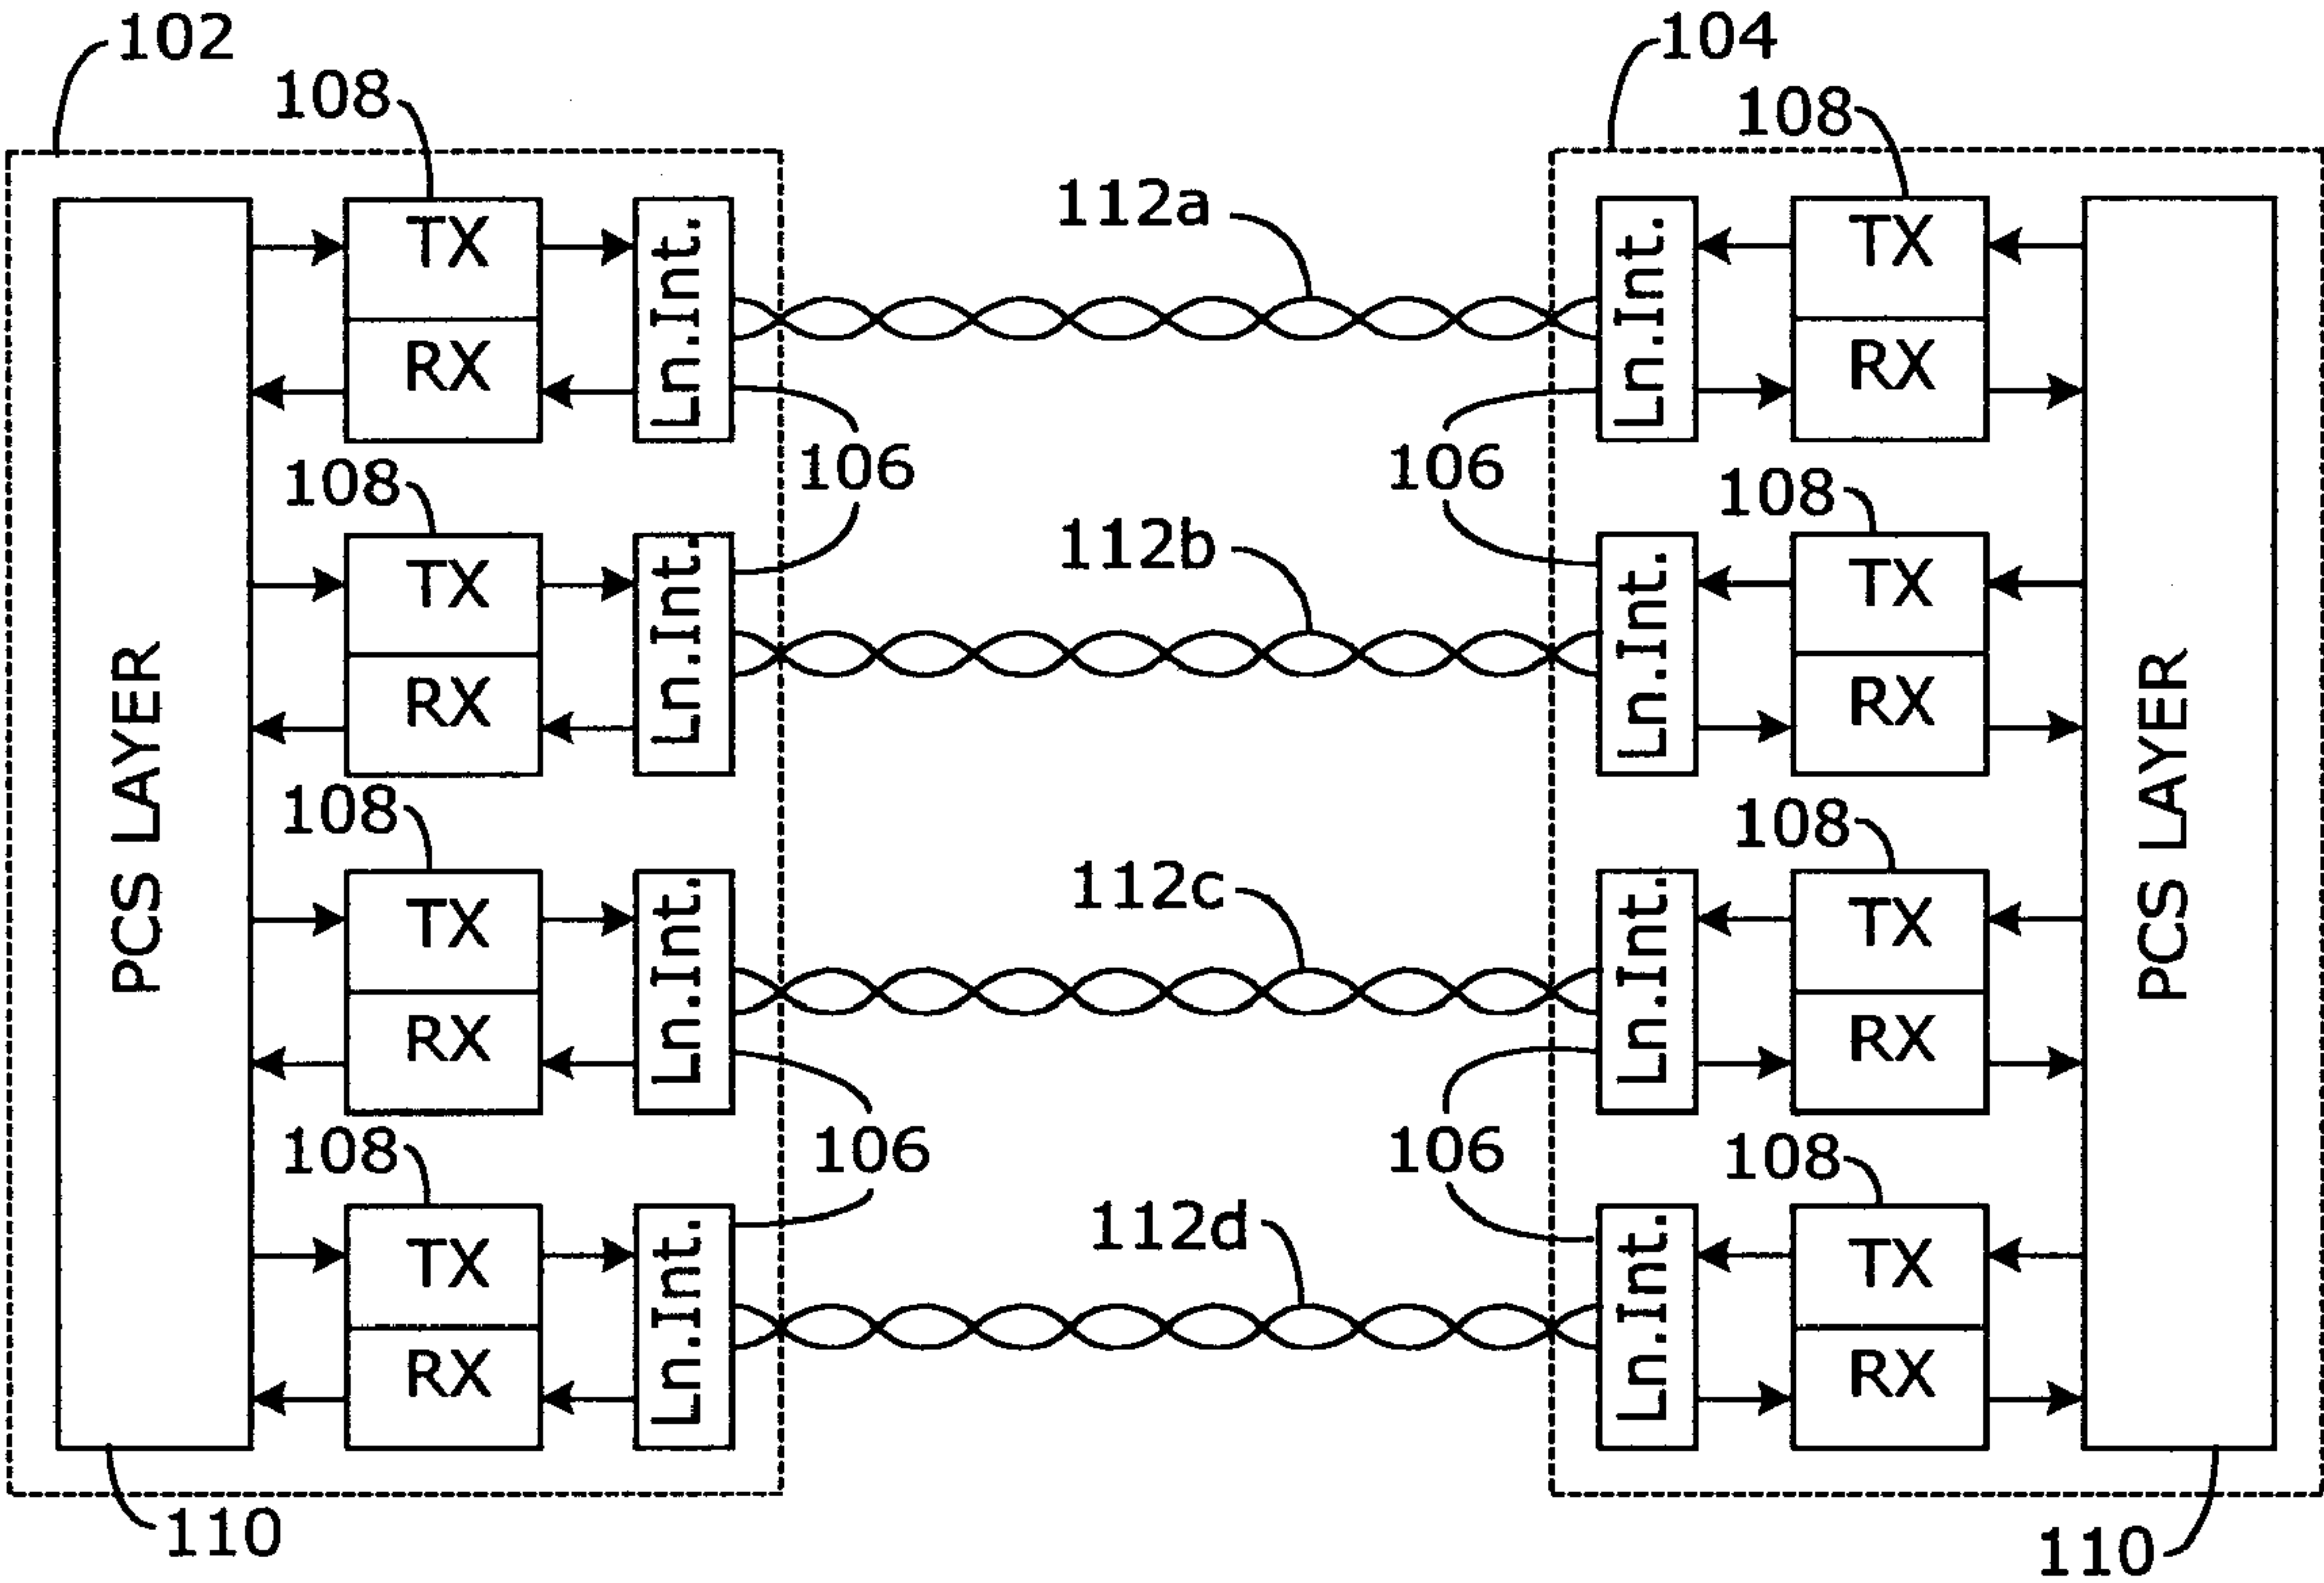 102
104
108
108
112a
TX
RX
Ln.Int.
Ln.Int.
TX
RX
106
106
108
108
112b
TX
RX
Ln.Int.
Ln.Int.
TX
RX
PCS LAYER
PCS LAYER
108
108
112c
TX
RX
Ln.Int.
Ln.Int.
TX
RX
106
106
108
108
112d
TX
RX
Ln.Int.
Ln.Int.
TX
RX
110
110